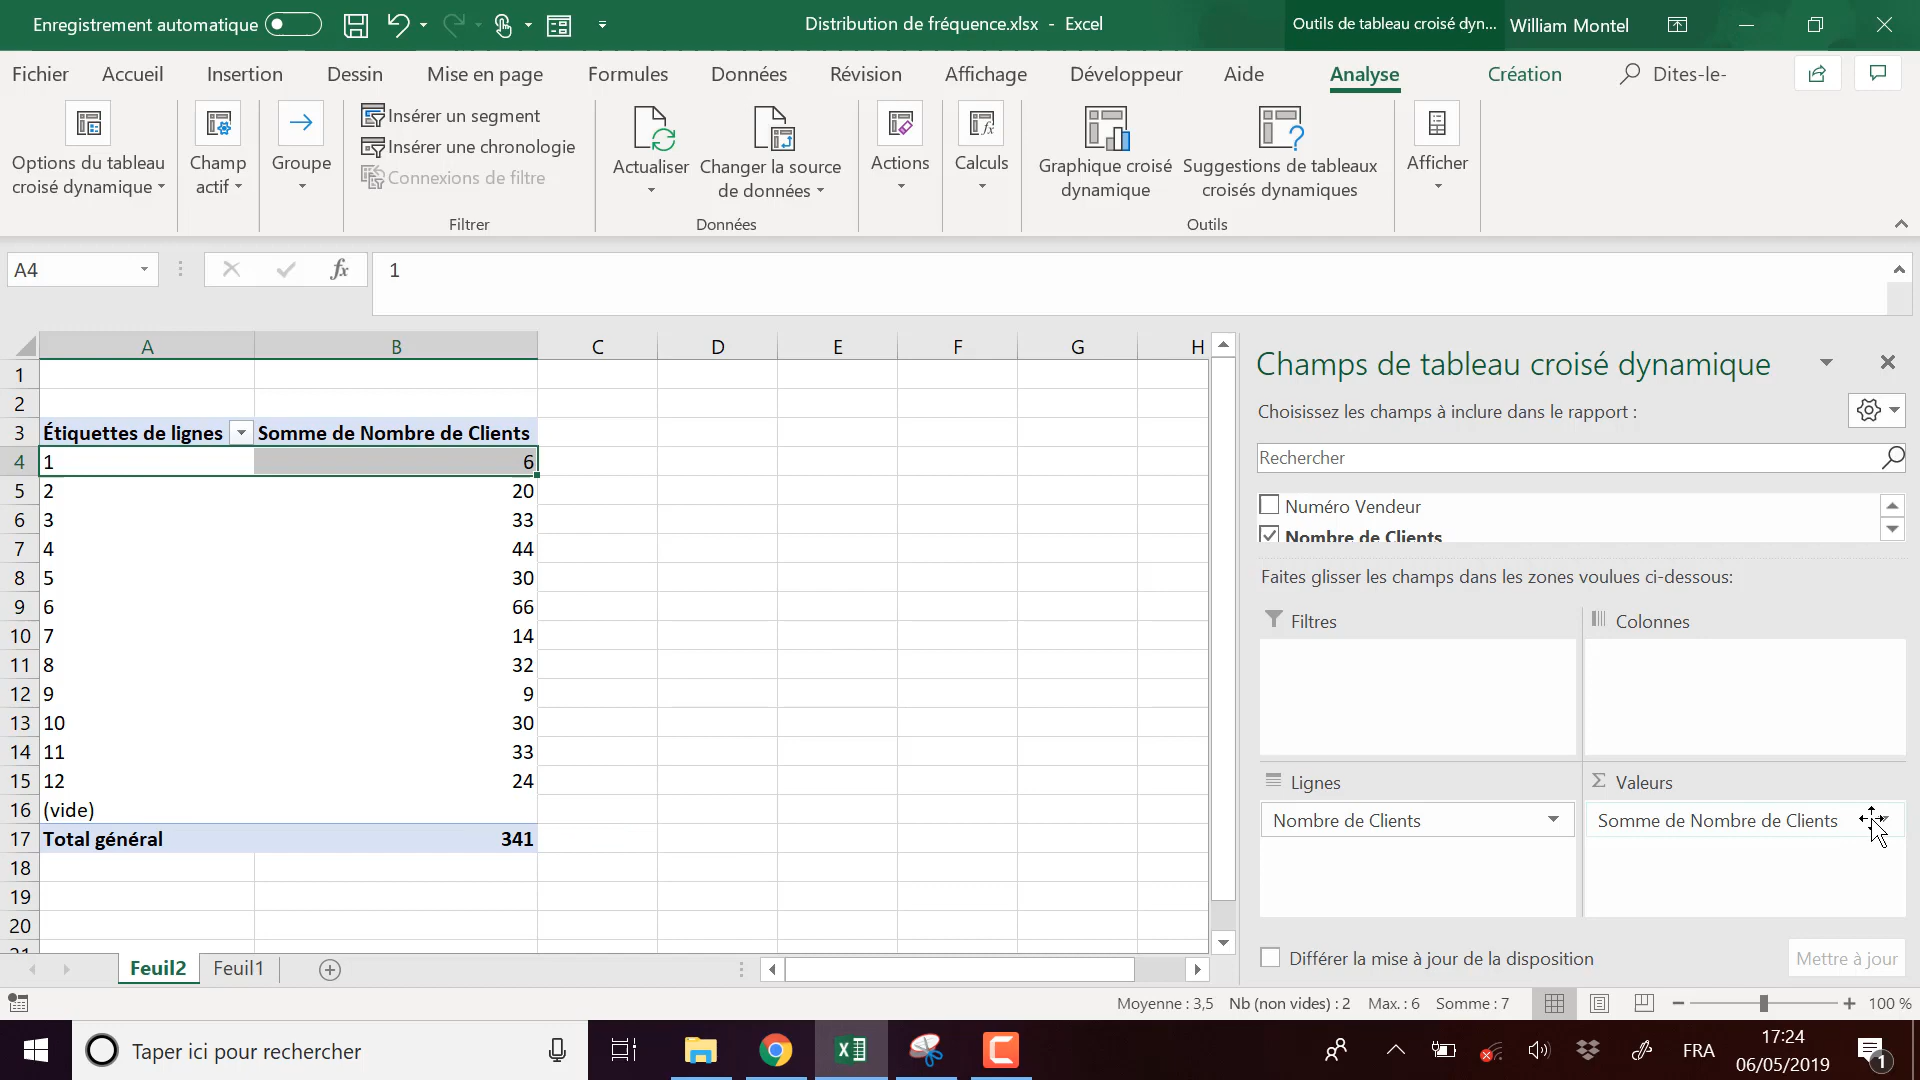 Enregistrement automatique
Distribution de fréquence.xlsx - Excel
Outils de tableau croisé dyn...
William Montel
Fichier Accueil Insertion Dessin Mise en page Formules Données Révision Affichage Développeur Aide Analyse Création Dites-le-
Options du tableau
croisé dynamique
Champ
actif
Groupe
Insérer un segment
Insérer une chronologie
Connexions de filtre
Filtrer
Actualiser
Changer la source
de données
Données
Actions
Calculs
Graphique croisé
dynamique
Suggestions de tableaux
croisés dynamiques
Outils
Afficher
A4
fx
1
A B C D E F G H
1
2
3 Étiquettes de lignes Somme de Nombre de Clients
4 1 6
5 2 20
6 3 33
7 4 44
8 5 30
9 6 66
10 7 14
11 8 32
12 9 9
13 10 30
14 11 33
15 12 24
16 (vide)
17 Total général 341
18
19
20
21
Feuil2 Feuil1
Champs de tableau croisé dynamique
Choisissez les champs à inclure dans le rapport :
Rechercher
Numéro Vendeur
Nombre de Clients
Faites glisser les champs dans les zones voulues ci-dessous:
Filtres
Colonnes
Lignes
Σ Valeurs
Nombre de Clients
Somme de Nombre de Clients
Différer la mise à jour de la disposition
Mettre à jour
Moyenne : 3,5 Nb (non vides) : 2 Max. : 6 Somme : 7
100 %
Taper ici pour rechercher
FRA
17:24
06/05/2019
1